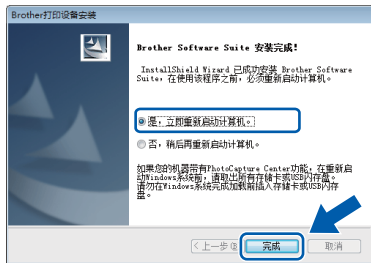 Brother打印设备安装
Brother Software Suite 安装完成!
InstallShield Wizard 已成功安装 Brother Software
Suite，在使用该程序之前，必须重新启动计算机。
是，立即重新启动计算机。
否，稍后再重新启动计算机。
如果您的机器带有PhotoCapture Center功能，在重新启
动Windows系统前，请取出所有存储卡或USB闪存盘。
请勿在Windows系统完成加载前插入存储卡或USB闪存
盘。
<上一步(B) 完成 取消